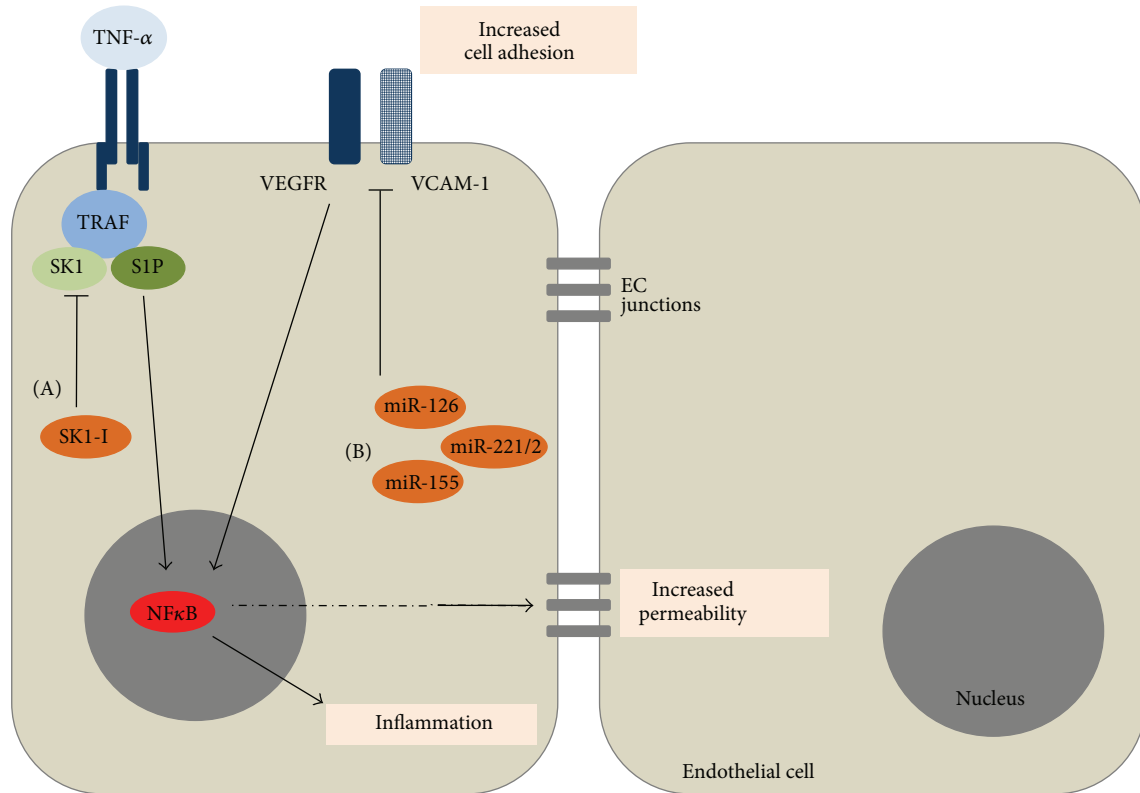 TNF-α
Increased
cell adhesion
VEGFR
VCAM-1
TRAF
SK1
S1P
EC
junctions
(A)
SK1-I
miR-126
(B)
miR-221/2
miR-155
NFκB
Increased
permeability
Inflammation
Nucleus
Endothelial cell